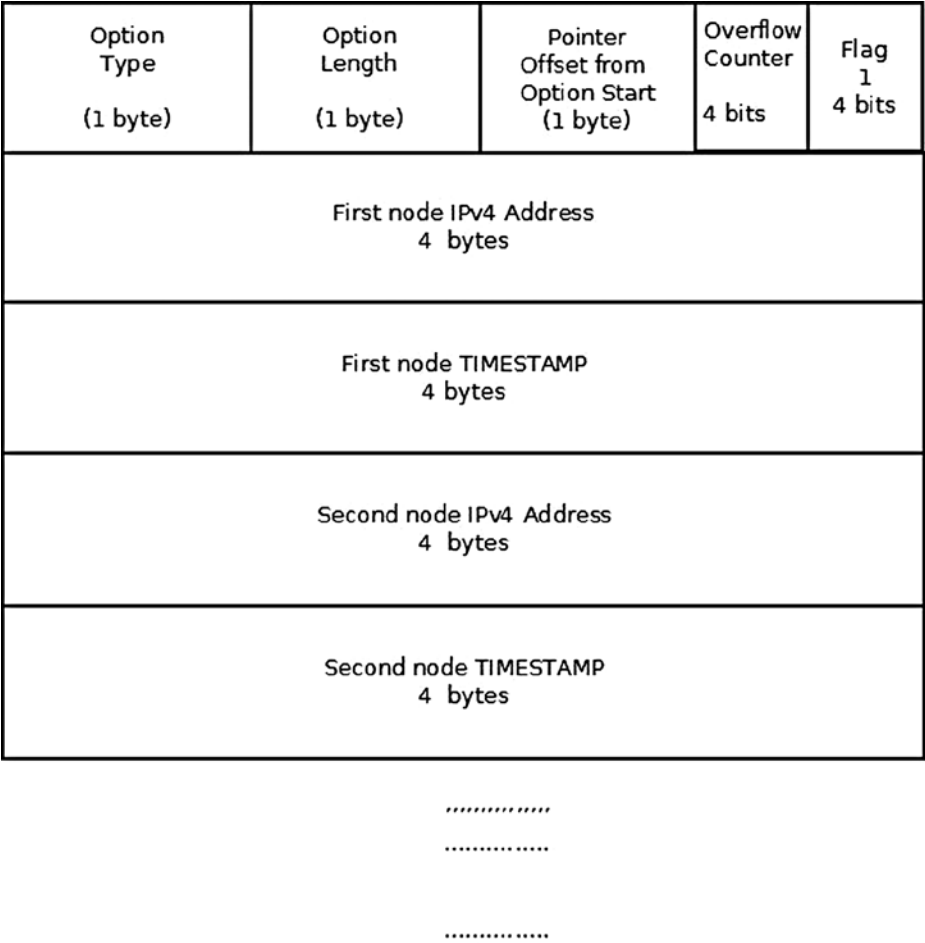 Option
Type
(1 byte)
Option
Length
(1 byte)
Pointer
Offset from
Option Start
(1 byte)
Overflow
Counter
4 bits
Flag
1
4 bits
First node IPv4 Address
4 bytes
First node TIMESTAMP
4 bytes
Second node IPv4 Address
4 bytes
Second node TIMESTAMP
4 bytes
,,,,,,,,,,,,,,,
...............
...............